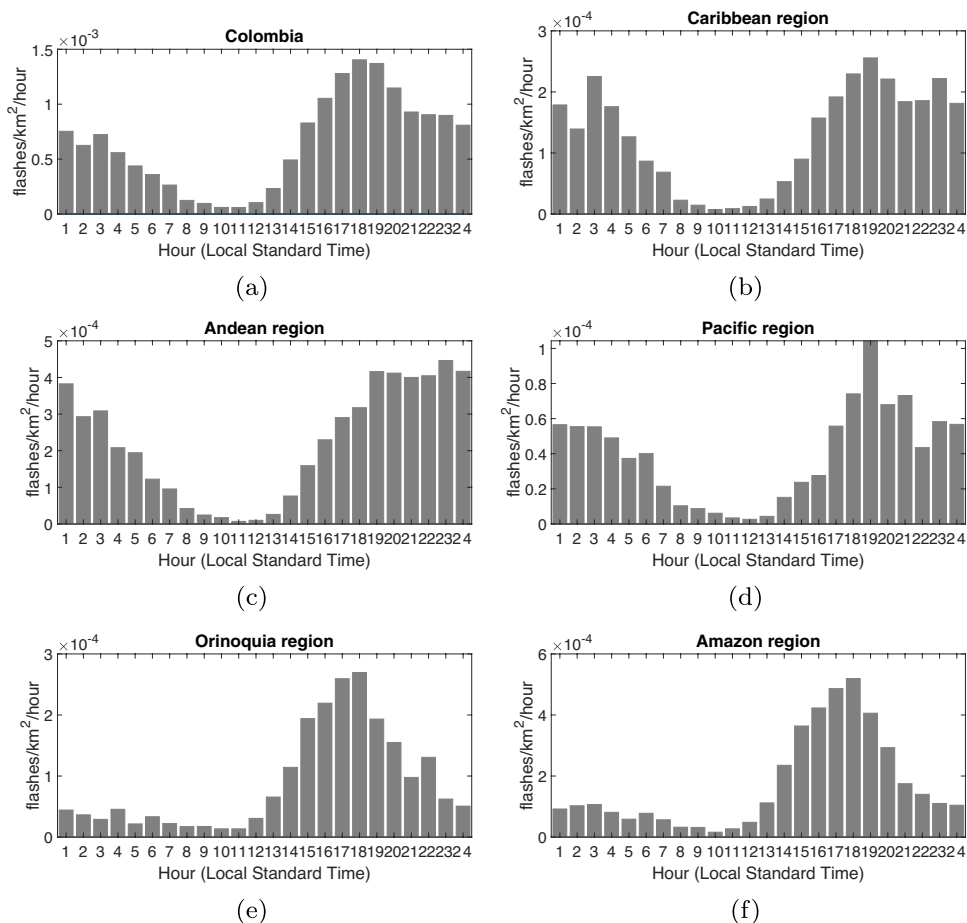 Colombia
×10⁻³
1.5
1
0.5
0
flashes/km²/hour
1 2 3 4 5 6 7 8 9 10 11 12 13 14 15 16 17 18 19 20 21 22 23 2 4
Hour (Local Standard Time)
(a)
Caribbean region
×10⁻⁴
3
2
1
0
flashes/km²/hour
1 2 3 4 5 6 7 8 9 10 11 12 13 14 15 16 17 18 19 20 21 22 23 2 4
Hour (Local Standard Time)
(b)
Andean region
×10⁻⁴
5
4
3
2
1
0
flashes/km²/hour
1 2 3 4 5 6 7 8 9 10 11 12 13 14 15 16 17 18 19 20 21 22 23 2 4
Hour (Local Standard Time)
(c)
Pacific region
×10⁻⁴
1
0.8
0.6
0.4
0.2
0
flashes/km²/hour
1 2 3 4 5 6 7 8 9 10 11 12 13 14 15 16 17 18 19 20 21 22 23 2 4
Hour (Local Standard Time)
(d)
Orinoquia region
×10⁻⁴
3
2
1
0
flashes/km²/hour
1 2 3 4 5 6 7 8 9 10 11 12 13 14 15 16 17 18 19 20 21 22 23 2 4
Hour (Local Standard Time)
(e)
Amazon region
×10⁻⁴
6
4
2
0
flashes/km²/hour
1 2 3 4 5 6 7 8 9 10 11 12 13 14 15 16 17 18 19 20 21 22 23 2 4
Hour (Local Standard Time)
(f)